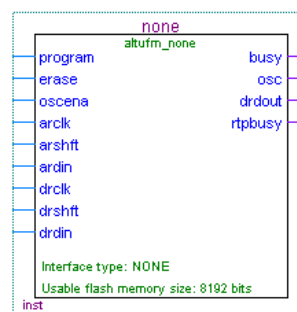 none
altufm_none
program busy
erase osc
oscena drdout
arclk rtpbusy
arshft
ardin
drclk
drshft
drdin
Interface type: NONE
Usable flash memory size: 8192 bits
inst